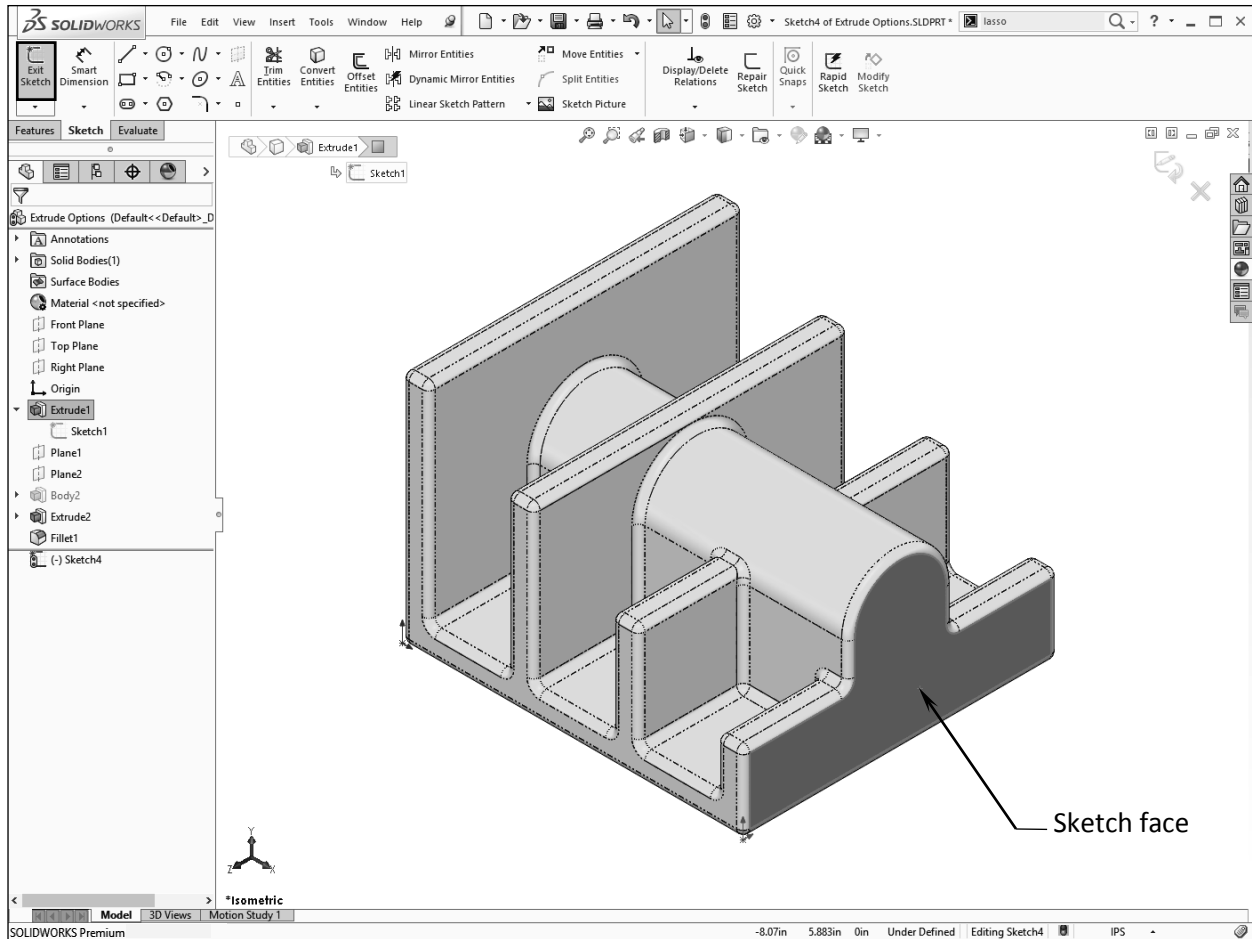 SOLIDWORKS File Edit View Insert Tools Window Help Sketch4 of Extrude Options.SLDPRT * lasso
Exit Sketch
Smart Dimension
Trim Entities
Convert Entities
Offset Entities
Mirror Entities
Dynamic Mirror Entities
Linear Sketch Pattern
Move Entities
Split Entities
Sketch Picture
Display/Delete Relations
Repair Sketch
Quick Snaps
Rapid Sketch
Modify Sketch
Features Sketch Evaluate
Extrude1
Sketch1
Extrude Options (Default<<Default>_D
Annotations
Solid Bodies(1)
Surface Bodies
Material <not specified>
Front Plane
Top Plane
Right Plane
Origin
Extrude1
Sketch1
Plane1
Plane2
Body2
Extrude2
Fillet1
(-) Sketch4
Sketch face
Y
Z X
*Isometric
Model 3D Views Motion Study 1
SOLIDWORKS Premium -8.07in 5.883in 0in Under Defined Editing Sketch4 IPS